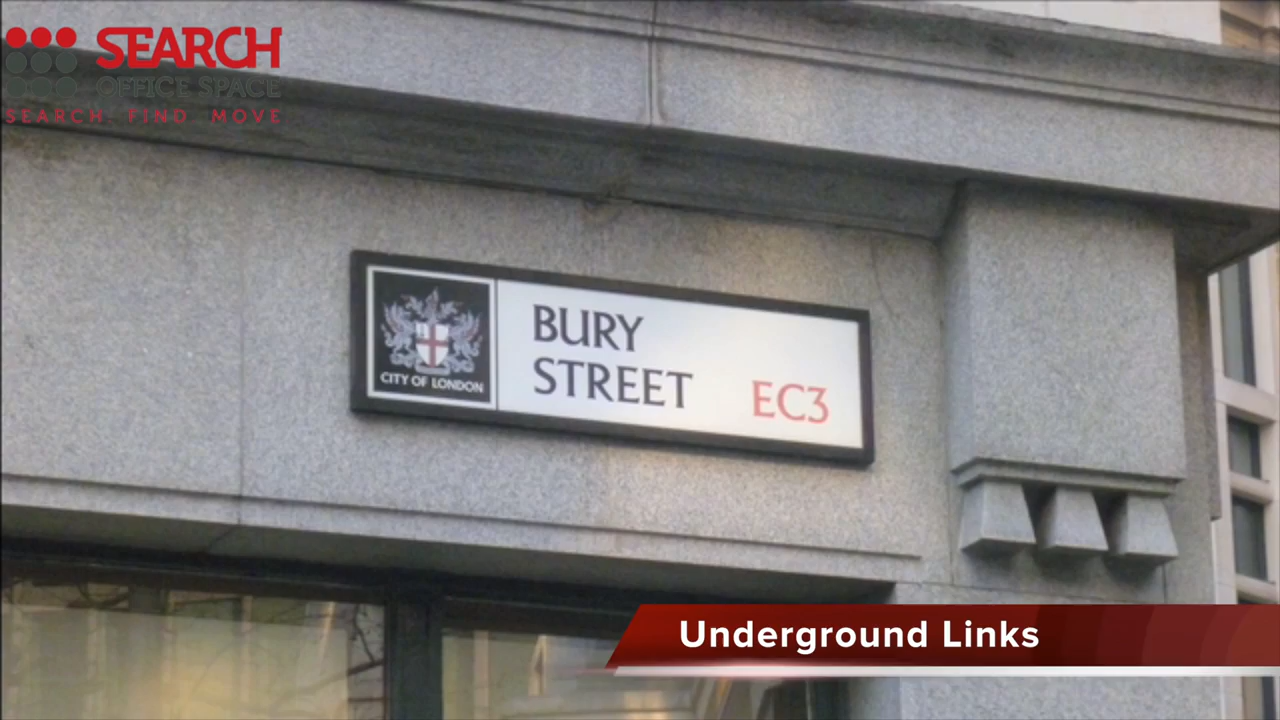 SEARCH
OFFICE SPACE
SEARCH FIND MOVE
BURY
STREET EC3
CITY OF LONDON
Underground Links